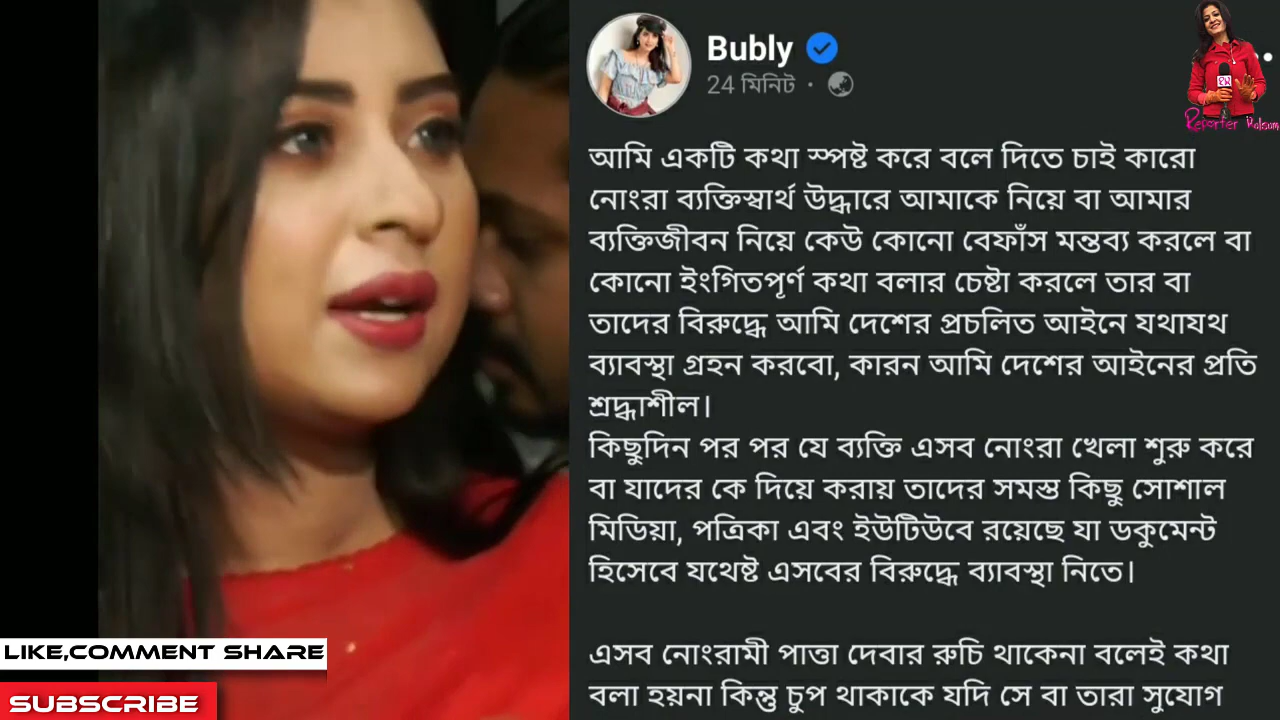 Bubly
24 মিনিট ·
আমি একটি কথা স্পষ্ট করে বলে দিতে চাই কারো
নোংরা ব্যক্তিস্বার্থ উদ্ধারে আমাকে নিয়ে বা আমার
ব্যক্তিজীবন নিয়ে কেউ কোনো বেফাঁস মন্তব্য করলে বা
কোনো ইংগিতপূর্ণ কথা বলার চেষ্টা করলে তার বা
তাদের বিরুদ্ধে আমি দেশের প্রচলিত আইনে যথাযথ
ব্যাবস্থা গ্রহন করবো, কারন আমি দেশের আইনের প্রতি
শ্রদ্ধাশীল।
কিছুদিন পর পর যে ব্যক্তি এসব নোংরা খেলা শুরু করে
বা যাদের কে দিয়ে করায় তাদের সমস্ত কিছু সোশাল
মিডিয়া, পত্রিকা এবং ইউটিউবে রয়েছে যা ডকুমেন্ট
হিসেবে যথেষ্ট এসবের বিরুদ্ধে ব্যাবস্থা নিতে।
এসব নোংরামী পাত্তা দেবার রুচি থাকেনা বলেই কথা
বলা হয়না কিন্তু চুপ থাকাকে যদি সে বা তারা সুযোগ
Reporter
LIKE,COMMENT SHARE
SUBSCRIBE